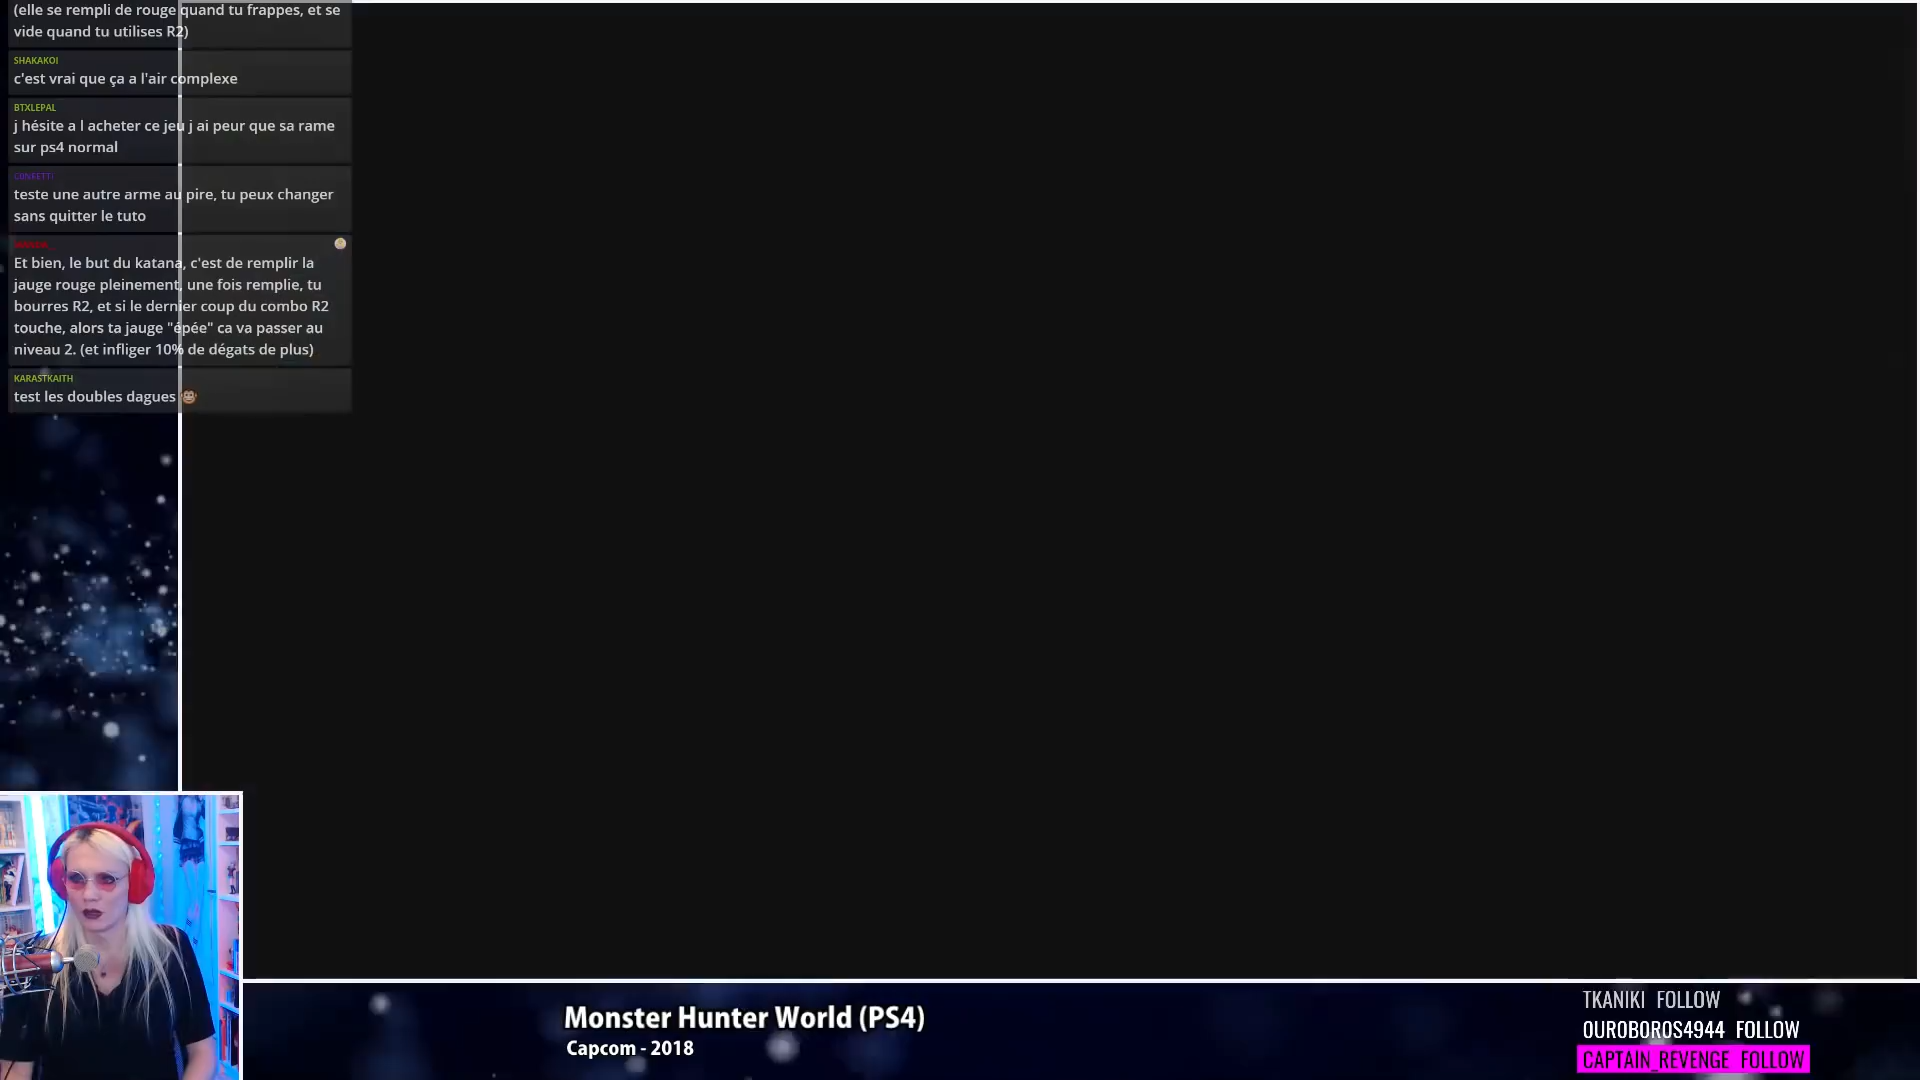 (elle se rempli de rouge quand tu frappes, et se
vide quand tu utilises R2)
SHAKAKOI
c'est vrai que ça a l'air complexe
BTXLEPAL
j hésite a l acheter ce jeu j ai peur que sa rame
sur ps4 normal
teste une autre arme au pire, tu peux changer
sans quitter le tuto
Et bien, le but du katana, c'est de remplir la
jauge rouge pleinement, une fois remplie, tu
bourres R2, et si le dernier coup du combo R2
touche, alors ta jauge "épée" ca va passer au
niveau 2. (et infliger 10% de dégats de plus)
KARASTKAITH
test les doubles dagues
Monster Hunter World (PS4)
Capcom - 2018
TKANIKI FOLLOW
OUROBOROS4944 FOLLOW
CAPTAIN_REVENGE FOLLOW